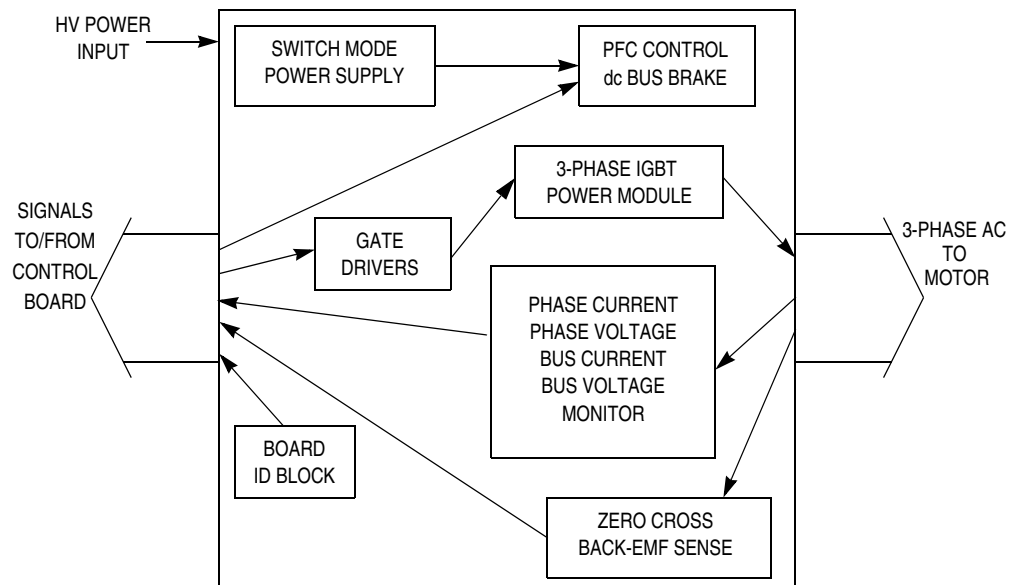 HV POWER
INPUT
SWITCH MODE
POWER SUPPLY
PFC CONTROL
dc BUS BRAKE
3-PHASE IGBT
POWER MODULE
SIGNALS
TO/FROM
CONTROL
BOARD
GATE
DRIVERS
3-PHASE AC
TO
MOTOR
PHASE CURRENT
PHASE VOLTAGE
BUS CURRENT
BUS VOLTAGE
MONITOR
BOARD
ID BLOCK
ZERO CROSS
BACK-EMF SENSE